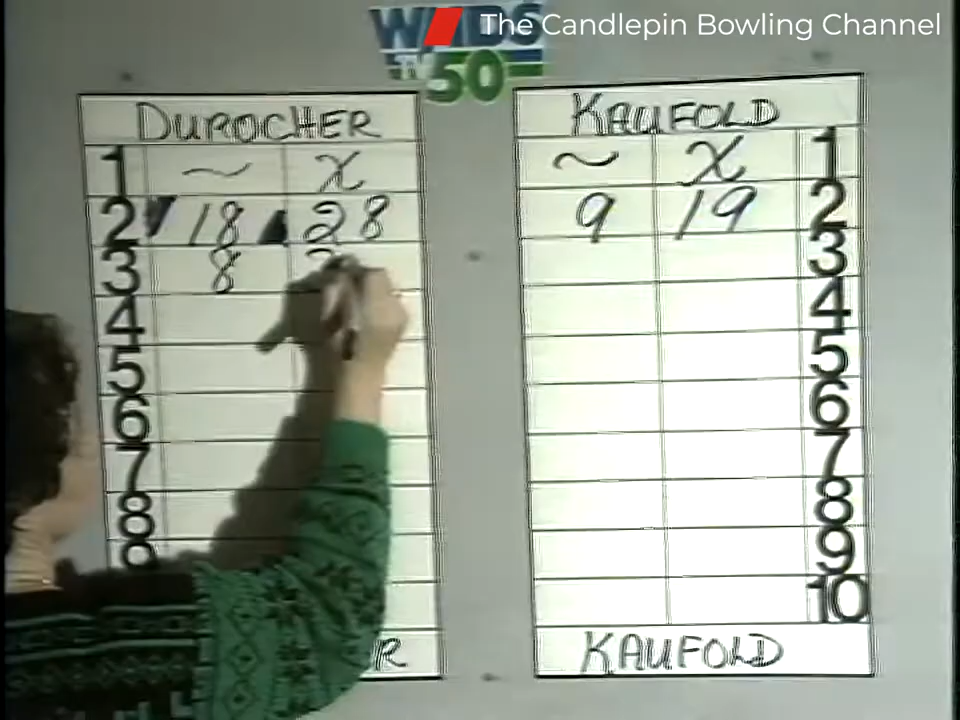 The Candlepin Bowling Channel
WNDS
TV 50
DUROCHER
1 ~ X
2 18 28
3 8
4
5
6
7
8
KAUFOLD
~ X 1
9 19 2
3
4
5
6
7
8
9
10
R
KAUFOLD